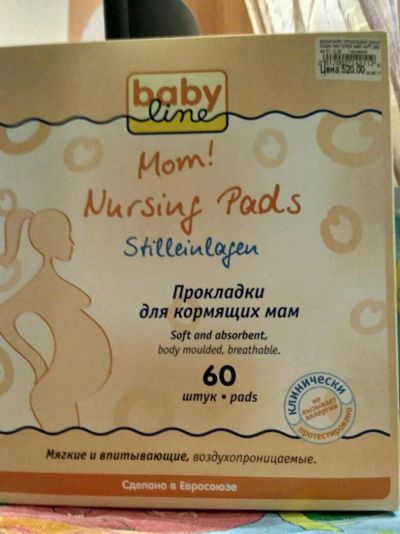 Цена:520.00
baby
line
Mom!
Nursing Pads
Stilleinlagen
Прокладки
для кормящих мам
Soft and absorbent,
body moulded, breathable.
60
штук • pads
клинически
не
вызывает
аллергии
протестировано
Мягкие и впитывающие, воздухопроницаемые.
Сделано в Евросоюзе